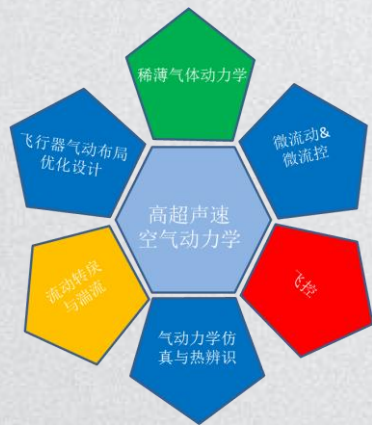 稀薄气体动力学
飞行器气动布局
优化设计
微流动&
微流控
高超声速
空气动力学
流动转戾
与湍流
飞控
气动力学仿
真与热辨识